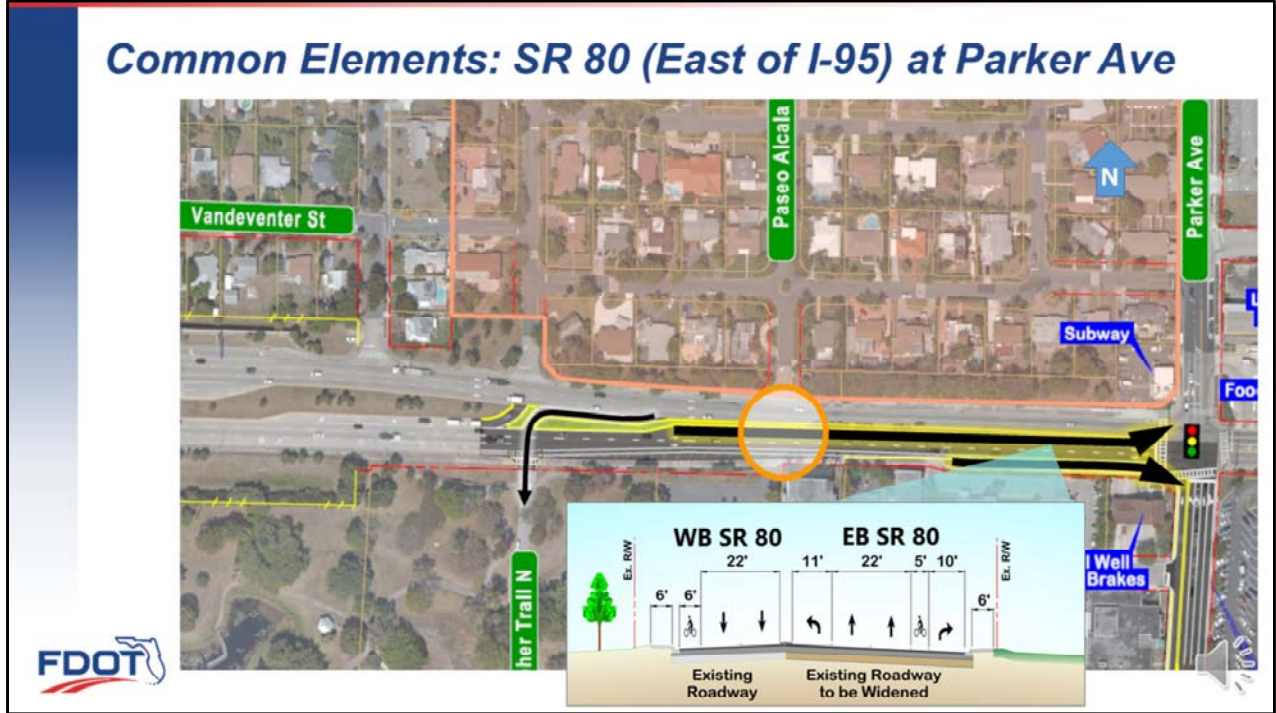 Common Elements: SR 80 (East of I-95) at Parker Ave
Vandeventer St
Paseo Alcala
Parker Ave
N
Subway
Foo
her Trail N
l Well
Brakes
WB SR 80
EB SR 80
Ex. R/W
6'
6'
22'
11'
22'
5'
10'
6'
Ex. R/W
Existing
Roadway
Existing Roadway
to be Widened
FDOT